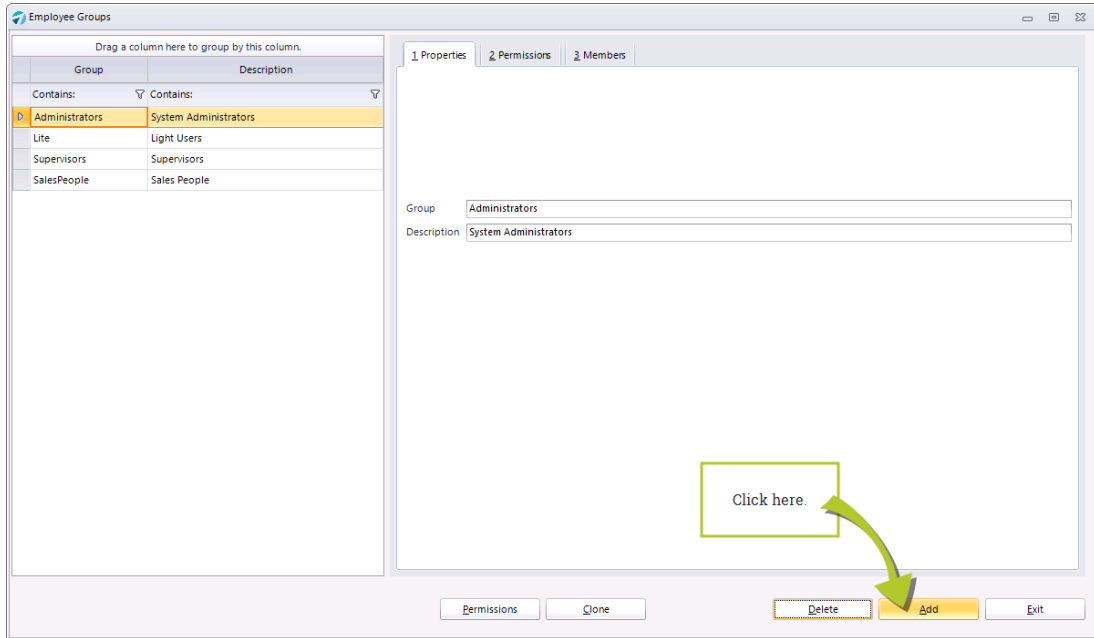 Employee Groups
Drag a column here to group by this column.
Group Description
Contains: Contains:
Administrators System Administrators
Lite Light Users
Supervisors Supervisors
SalesPeople Sales People
1 Properties 2 Permissions 3 Members
Group Administrators
Description System Administrators
Click here.
Permissions Clone Delete Add Exit